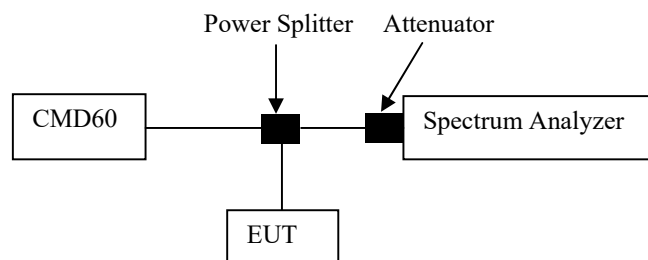 Power Splitter
Attenuator
CMD60
Spectrum Analyzer
EUT